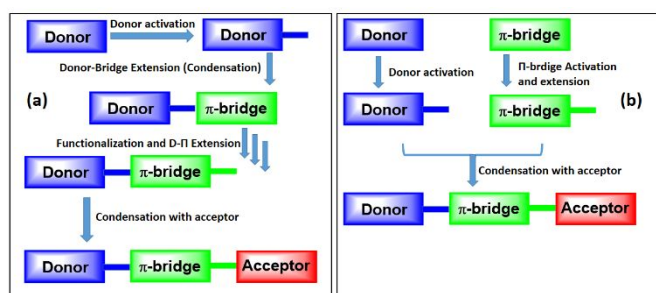 Donor
Donor activation
Donor
Donor-Bridge Extension (Condensation)
(a)
Donor
π-bridge
Functionalization and D-Π Extension
Donor
π-bridge
Condensation with acceptor
Donor
π-bridge
Acceptor
Donor
π-bridge
Donor activation
Π-brdige Activation
and extension
(b)
Donor
π-bridge
Condensation with acceptor
Donor
π-bridge
Acceptor